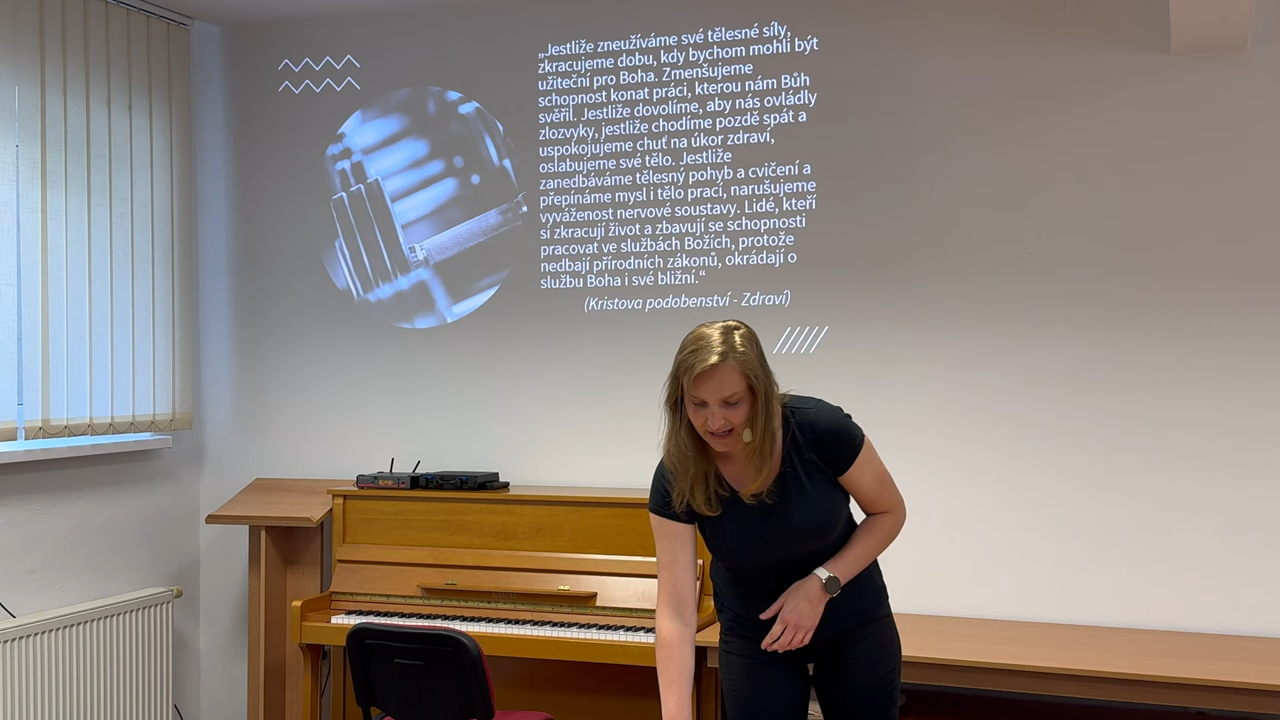 „Jestliže zneužíváme své tělesné síly,
zkracujeme dobu, kdy bychom mohli být
užiteční pro Boha. Zmenšujeme
schopnost konat práci, kterou nám Bůh
svěřil. Jestliže dovolíme, aby nás ovládly
zlozvyky, jestliže chodíme pozdě spát a
uspokojujeme chuť na úkor zdraví,
oslabujeme své tělo. Jestliže
zanedbáváme tělesný pohyb a cvičení a
přepínáme mysl i tělo prací, narušujeme
vyváženost nervové soustavy. Lidé, kteří
si zkracují život a zbavují se schopnosti
pracovat ve službách Božích, protože
nedbají přírodních zákonů, okrádají o
službu Boha i své bližní.“
(Kristova podobenství - Zdraví)